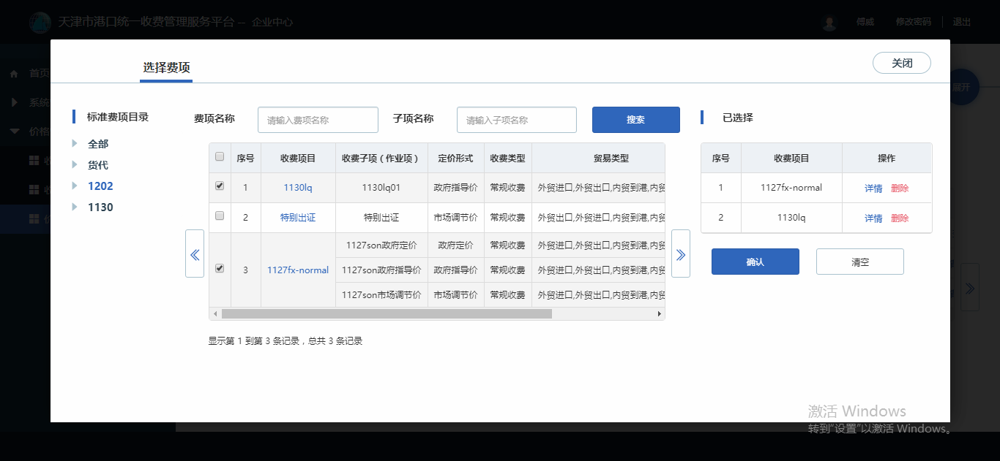 天津市港口统一收费管理服务平台 -- 企业中心
傅威 修改密码 退出
选择费项
关闭
首页
展开
系统
价格
标准费项目录
全部
货代
1202
1130
费项名称 请输入费项名称 子项名称 请输入子项名称 搜索
序号 收费项目 收费子项（作业项） 定价形式 收费类型 贸易类型
1 1130lq 1130lq01 政府指导价 常规收费 外贸进口,外贸出口,内贸到港,内贸
2 特别出证 特别出证 市场调节价 常规收费 外贸出口,外贸进口,内贸到港,内贸
3 1127fx-normal 1127son政府定价 政府定价 常规收费 外贸进口,外贸出口,内贸到港,内贸
1127son政府指导价 政府指导价 常规收费 外贸进口,外贸出口,内贸到港,内贸
1127son市场调节价 市场调节价 常规收费 外贸进口,外贸出口,内贸到港,内贸
显示第 1 到第 3 条记录，总共 3 条记录
已选择
序号 收费项目 操作
1 1127fx-normal 详情 删除
2 1130lq 详情 删除
确认 清空
激活 Windows
转到"设置"以激活 Windows。